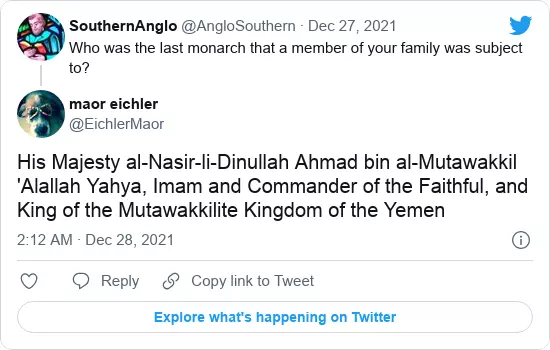 SouthernAnglo @AngloSouthern · Dec 27, 2021
Who was the last monarch that a member of your family was subject
to?
maor eichler
@EichlerMaor
His Majesty al-Nasir-li-Dinullah Ahmad bin al-Mutawakkil
'Alallah Yahya, Imam and Commander of the Faithful, and
King of the Mutawakkilite Kingdom of the Yemen
2:12 AM · Dec 28, 2021
Reply
Copy link to Tweet
Explore what's happening on Twitter